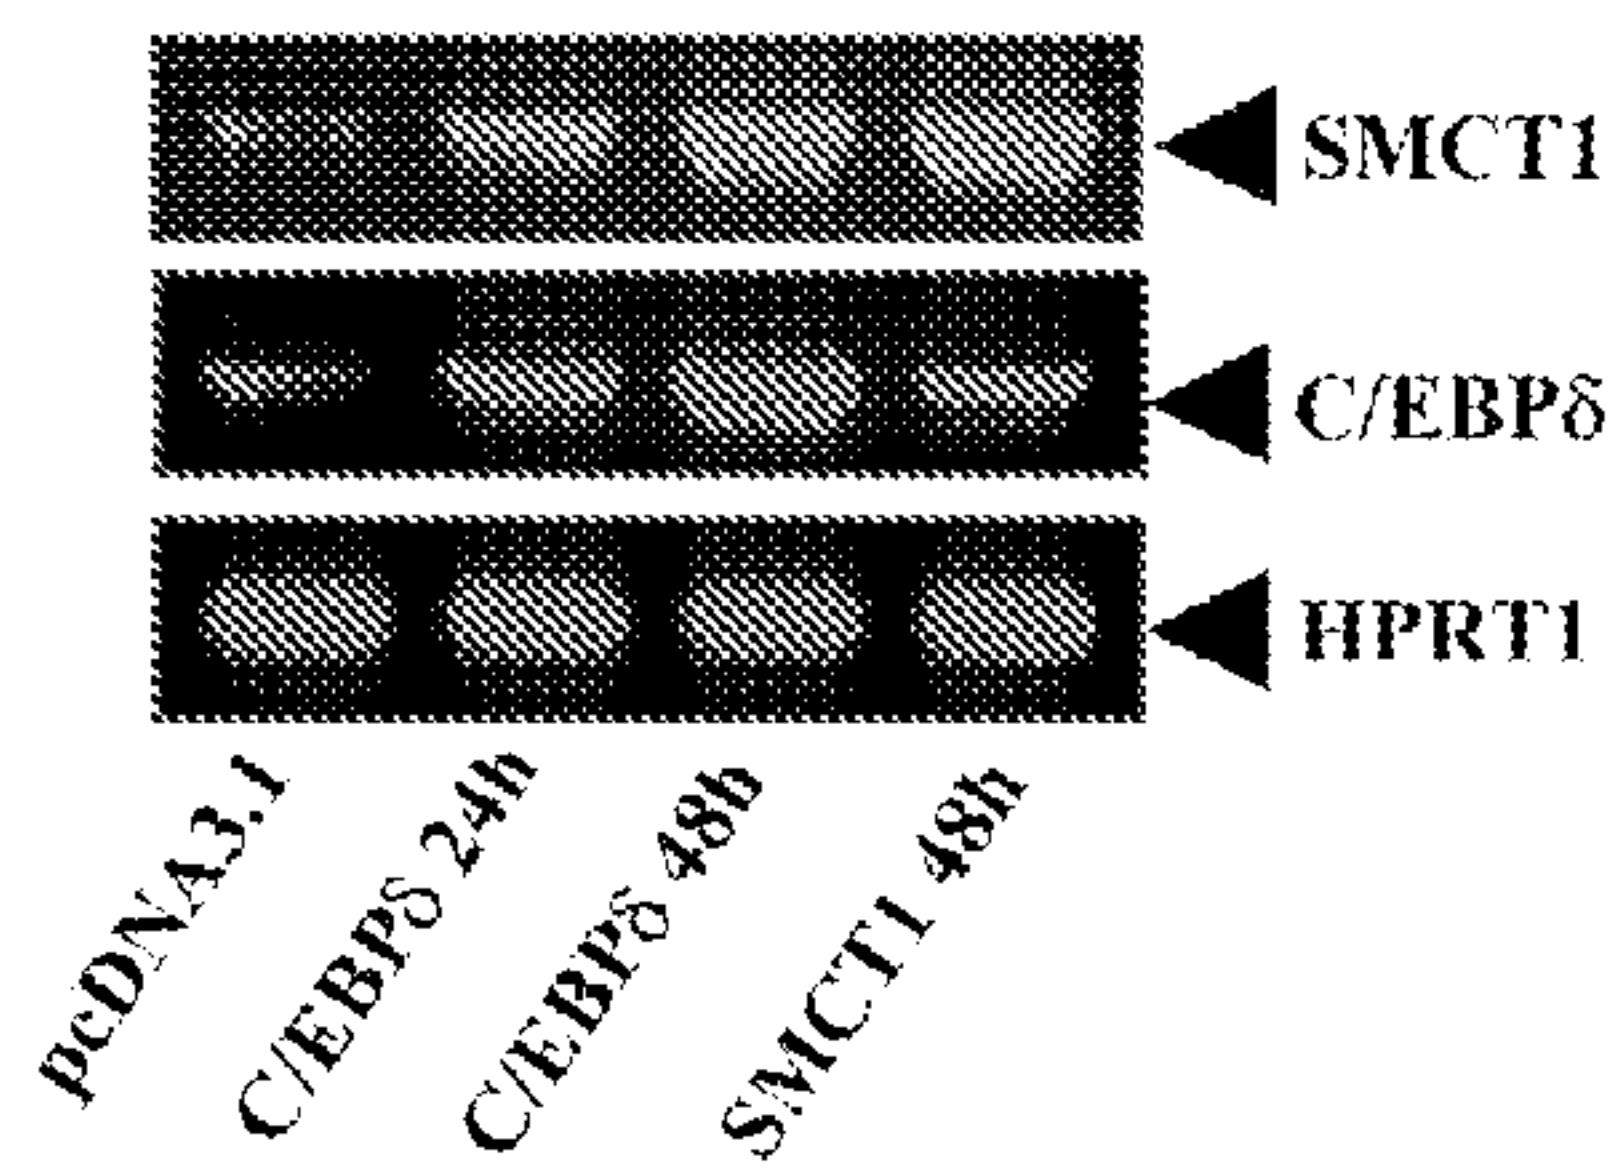 SMCT1
C/EBPδ
HPRT1
pcDNA3.1
C/EBPδ 24h
C/EBPδ 48h
SMCT1 48h